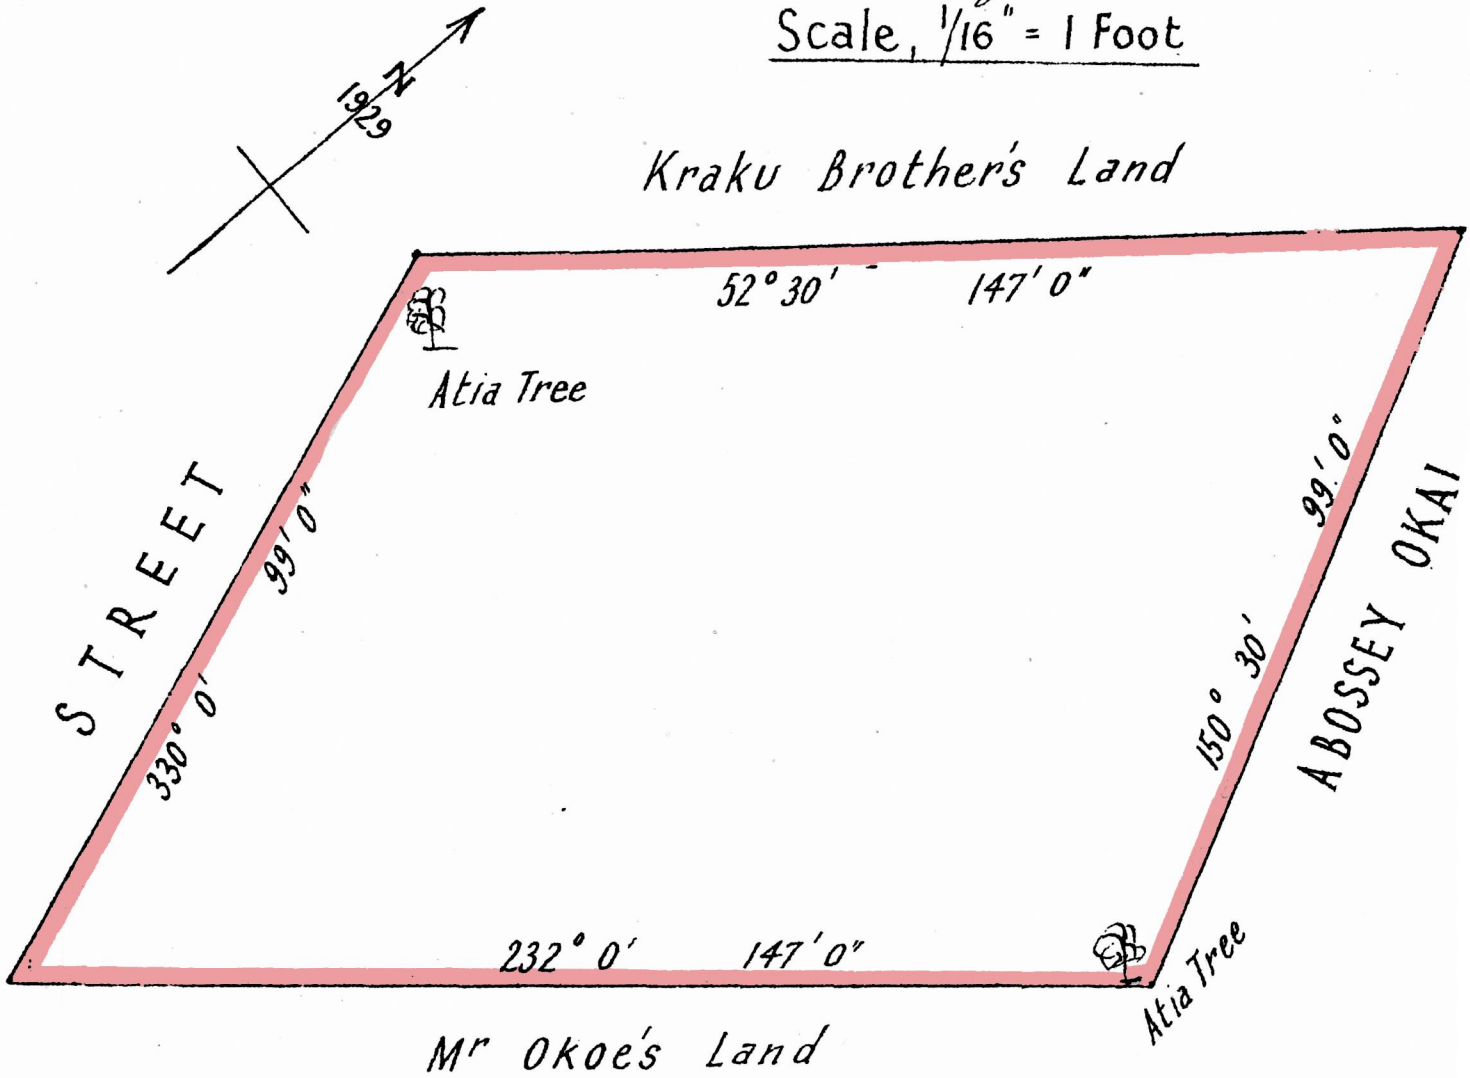 Scale, 1/16" = 1 Foot
N
1929
Kraku Brother's Land
52° 30' 147' 0"
Atia Tree
STREET
99' 0"
330° 0'
99' 0"
150° 30'
ABOSSEY OKAI
232° 0' 147' 0"
Atia Tree
Mr Okoe's Land